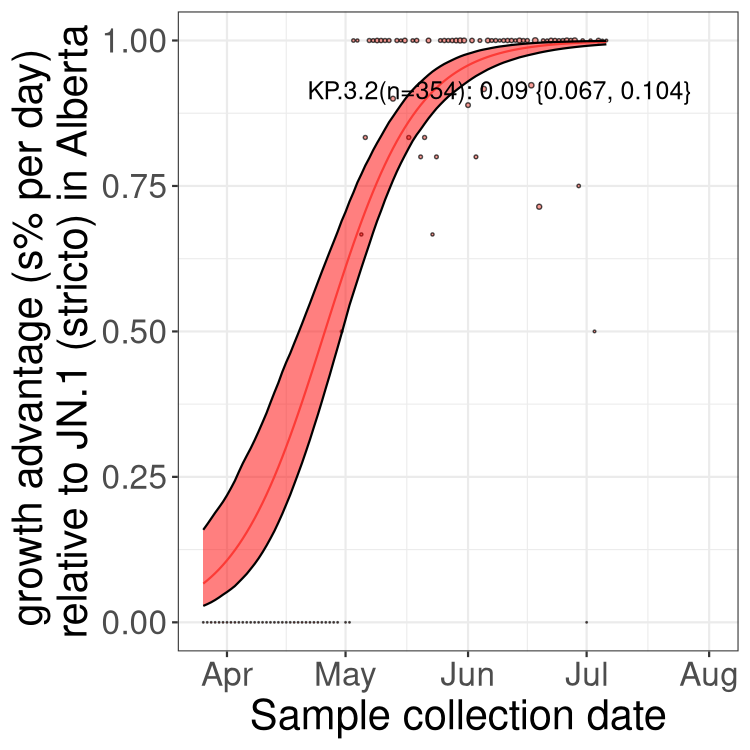 growth advantage (s% per day)
relative to JN.1 (stricto) in Alberta
1.00
0.75
0.50
0.25
0.00
KP.3.2(n=354): 0.09 {0.067, 0.104}
Apr May Jun Jul Aug
Sample collection date